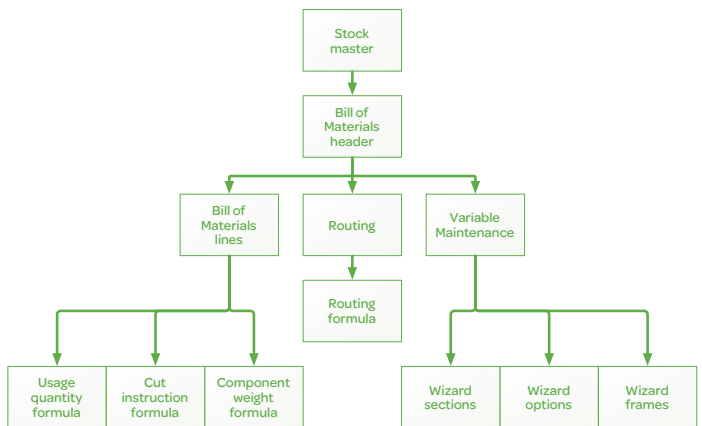 Stock
master
Bill of
Materials
header
Bill of
Materials
lines
Routing
Variable
Maintenance
Routing
formula
Usage
quantity
formula
Cut
instruction
formula
Component
weight
formula
Wizard
sections
Wizard
options
Wizard
frames